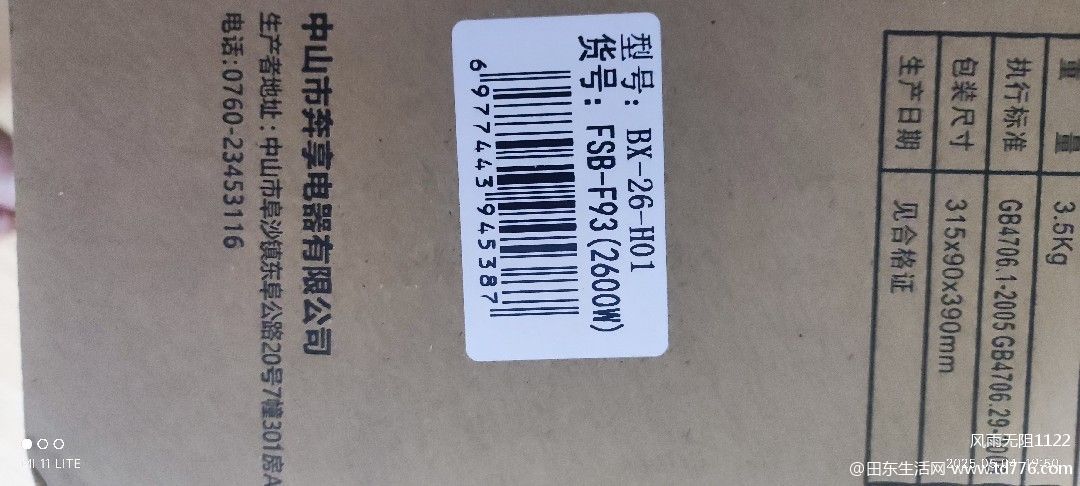 重量 3.5Kg
执行标准 GB4706.1-2005 GB4706.29-
包装尺寸 315x90x390mm
生产日期 见合格证
型号: BX-26-H01
货号: FSB-F93(2600W)
6977443945387
中山市奔享电器有限公司
生产者地址:中山市阜沙镇东阜公路20号7幢301房A
电话:0760-23453116
MI 11 LITE
风雨无阻1122
@田东生活网 www.td776.com